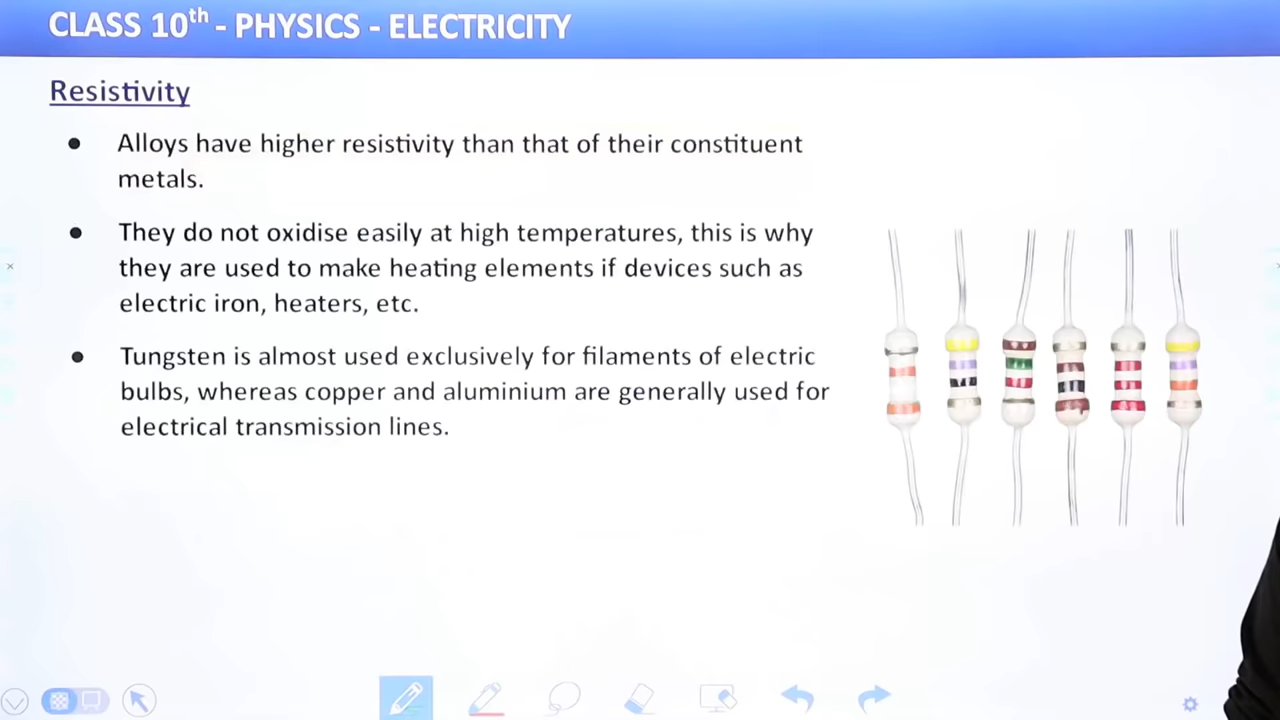 CLASS 10th - PHYSICS - ELECTRICITY
Resistivity
● Alloys have higher resistivity than that of their constituent
metals.
● They do not oxidise easily at high temperatures, this is why
they are used to make heating elements if devices such as
electric iron, heaters, etc.
● Tungsten is almost used exclusively for filaments of electric
bulbs, whereas copper and aluminium are generally used for
electrical transmission lines.